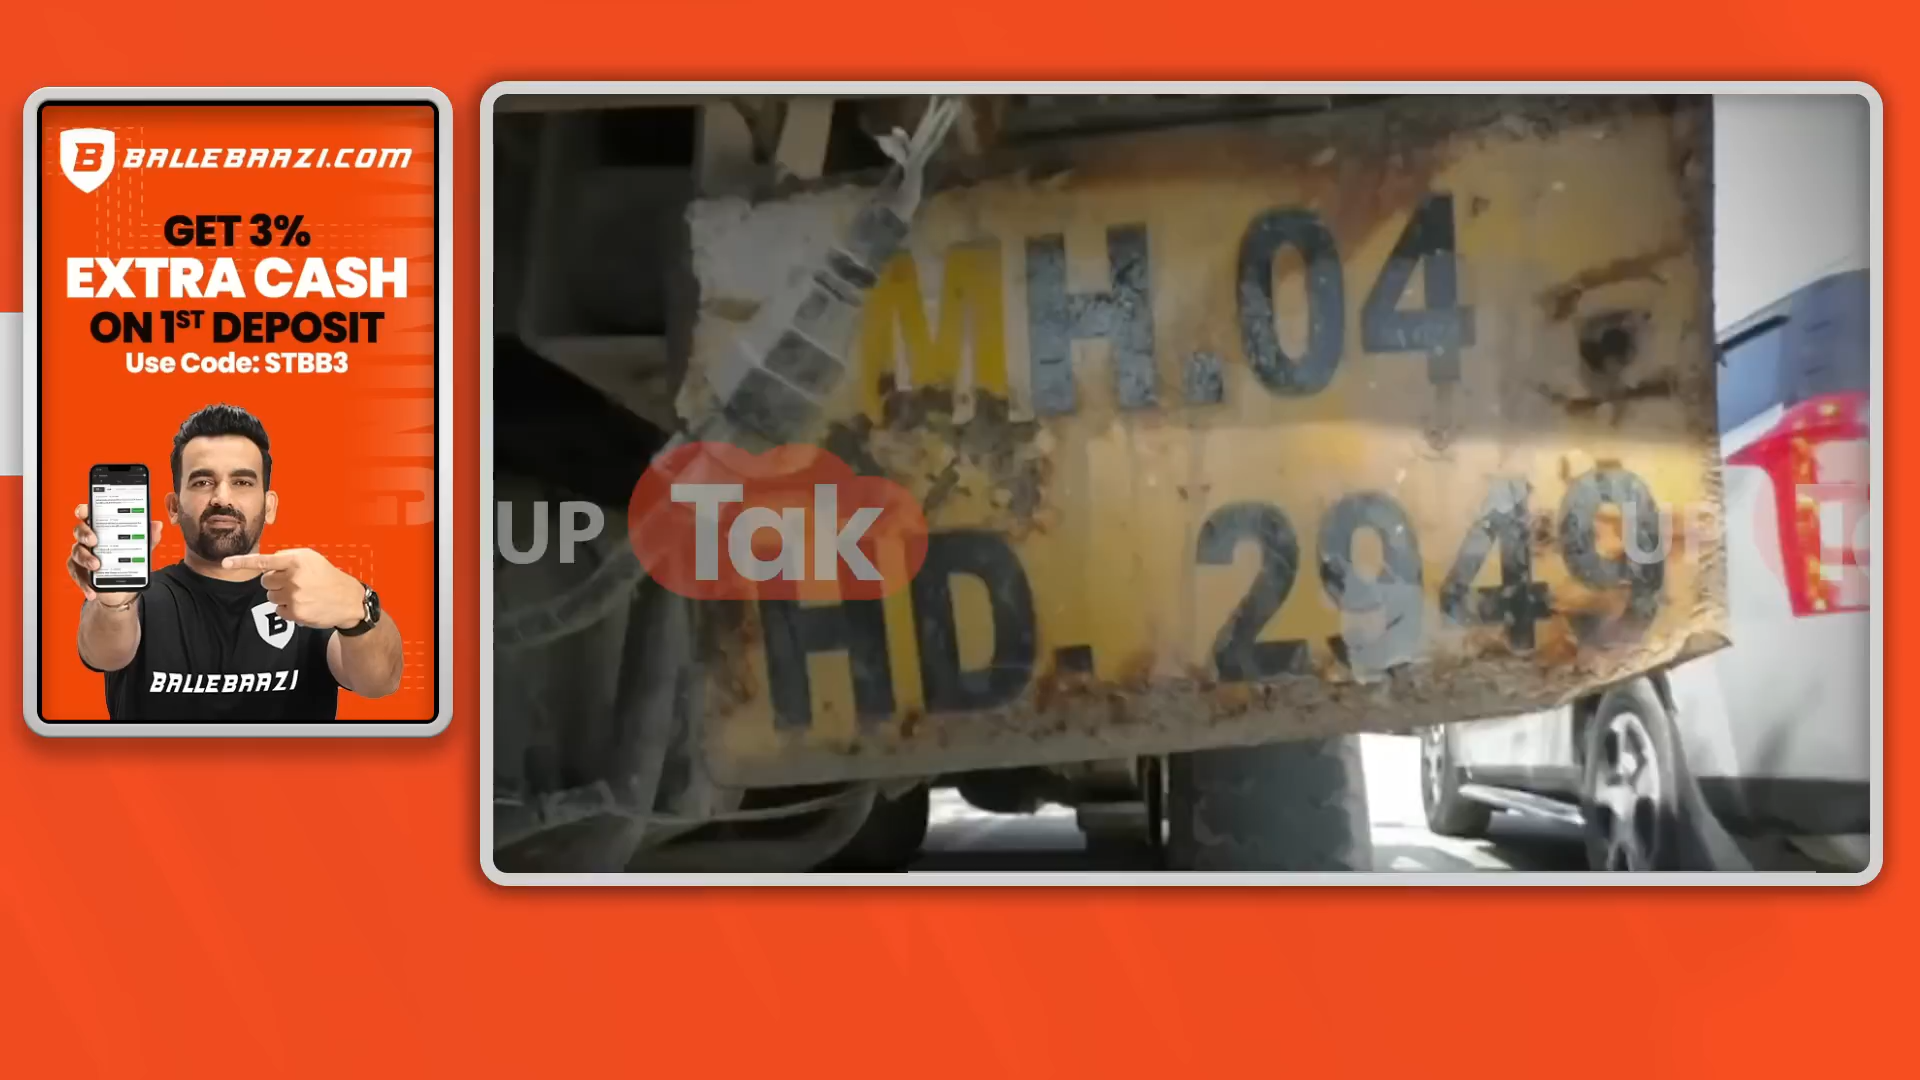 BALLEBAAZI.COM
GET 3%
EXTRA CASH
ON 1ST DEPOSIT
Use Code: STBB3
BALLEBAAZI
MH.04
HD. 2949
UP Tak
UP